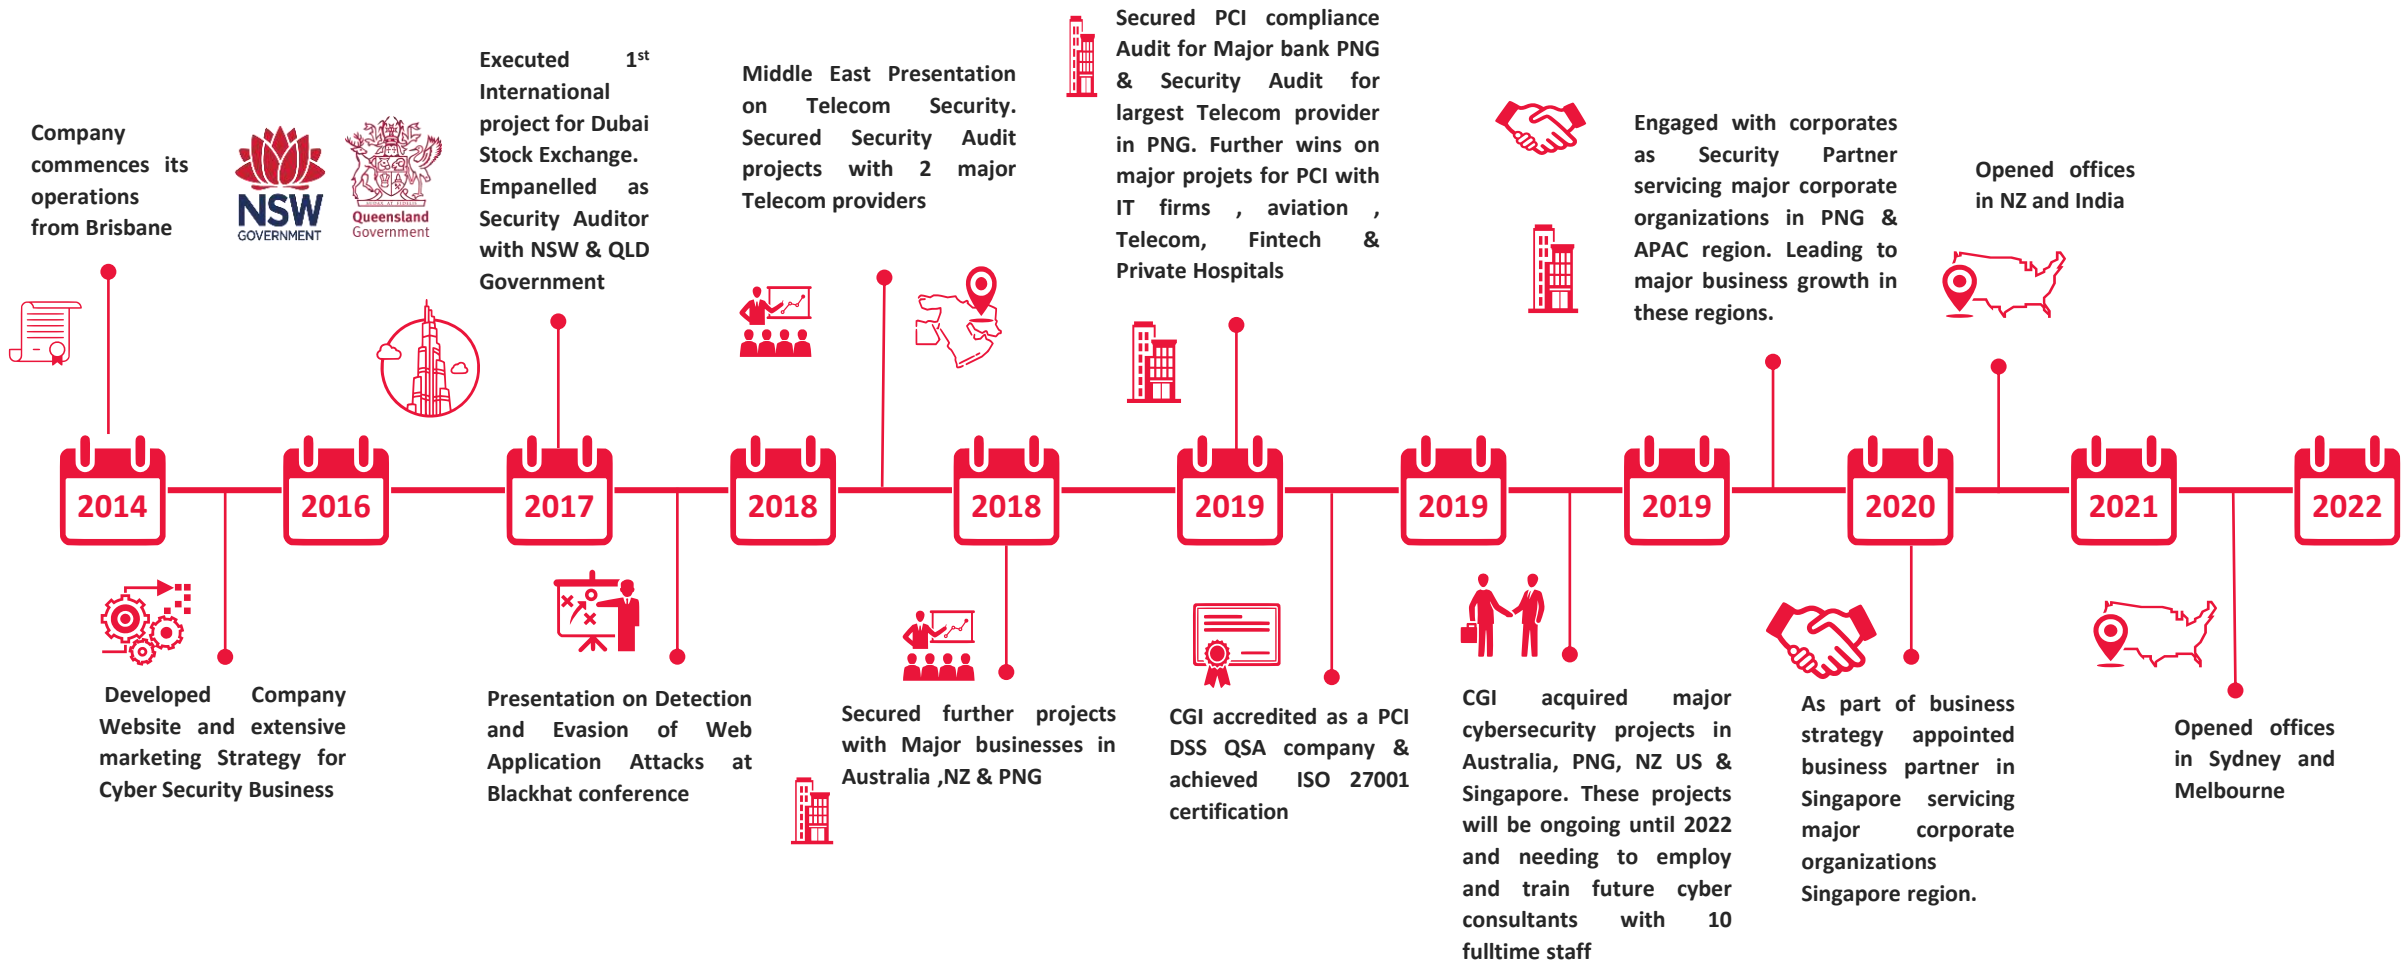 Company
commences its
operations
from Brisbane
NSW
GOVERNMENT
Queensland
Government
Executed 1st
International
project for Dubai
Stock Exchange.
Empanelled as
Security Auditor
with NSW & QLD
Government
Middle East Presentation
on Telecom Security.
Secured Security Audit
projects with 2 major
Telecom providers
Secured PCI compliance
Audit for Major bank PNG
& Security Audit for
largest Telecom provider
in PNG. Further wins on
major projets for PCI with
IT firms , aviation ,
Telecom, Fintech &
Private Hospitals
Engaged with corporates
as Security Partner
servicing major corporate
organizations in PNG &
APAC region. Leading to
major business growth in
these regions.
Opened offices
in NZ and India
2014
2016
2017
2018
2018
2019
2019
2019
2020
2021
2022
Developed Company
Website and extensive
marketing Strategy for
Cyber Security Business
Presentation on Detection
and Evasion of Web
Application Attacks at
Blackhat conference
Secured further projects
with Major businesses in
Australia ,NZ & PNG
CGI accredited as a PCI
DSS QSA company &
achieved ISO 27001
certification
CGI acquired major
cybersecurity projects in
Australia, PNG, NZ US &
Singapore. These projects
will be ongoing until 2022
and needing to employ
and train future cyber
consultants with 10
fulltime staff
As part of business
strategy appointed
business partner in
Singapore servicing
major corporate
organizations
Singapore region.
Opened offices
in Sydney and
Melbourne